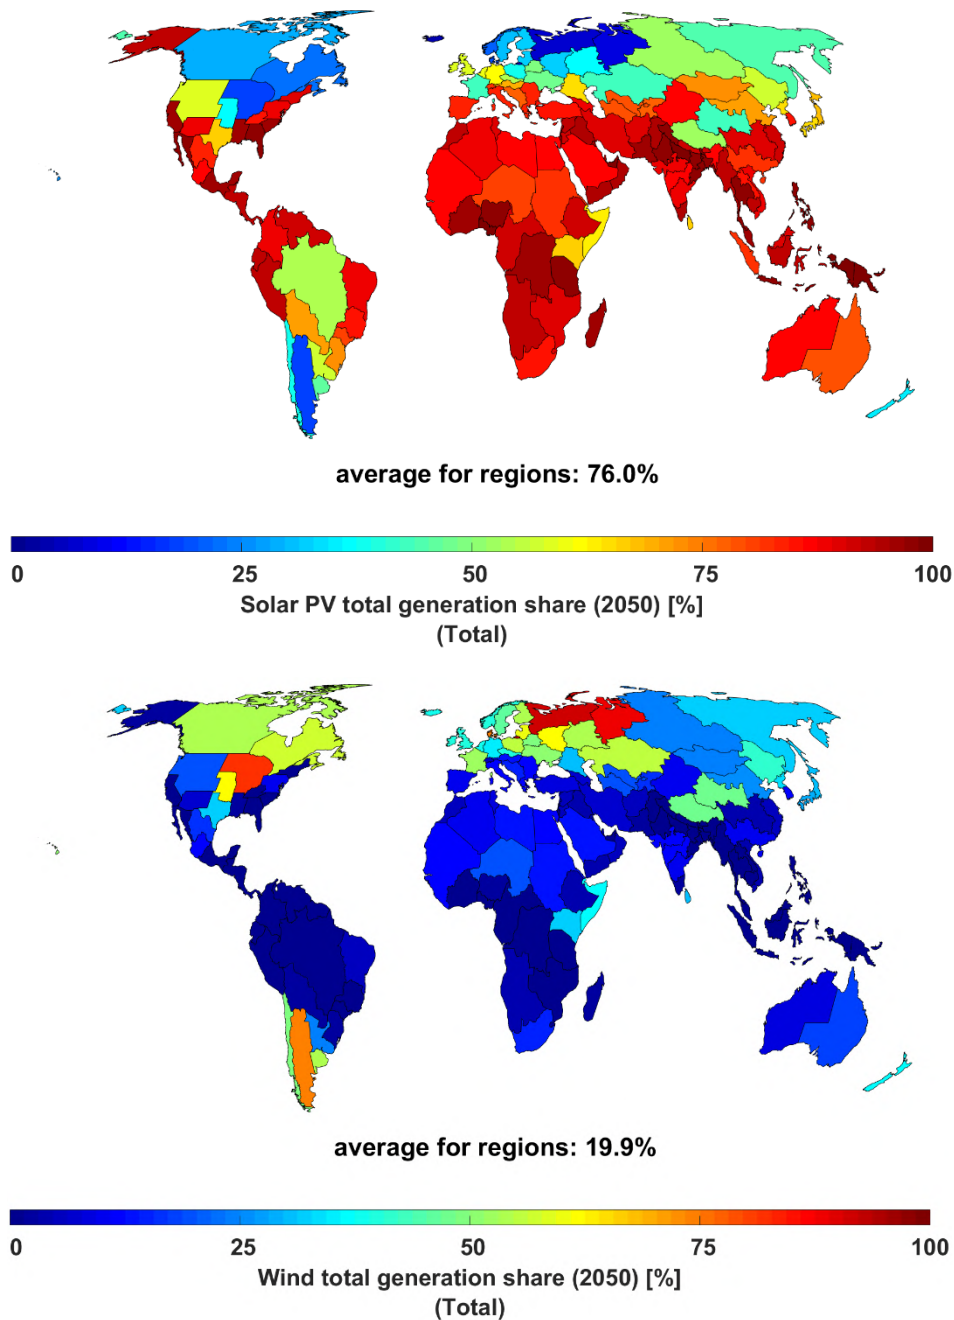 average for regions: 76.0%
0 25 50 75 100
Solar PV total generation share (2050) [%]
(Total)
average for regions: 19.9%
0 25 50 75 100
Wind total generation share (2050) [%]
(Total)